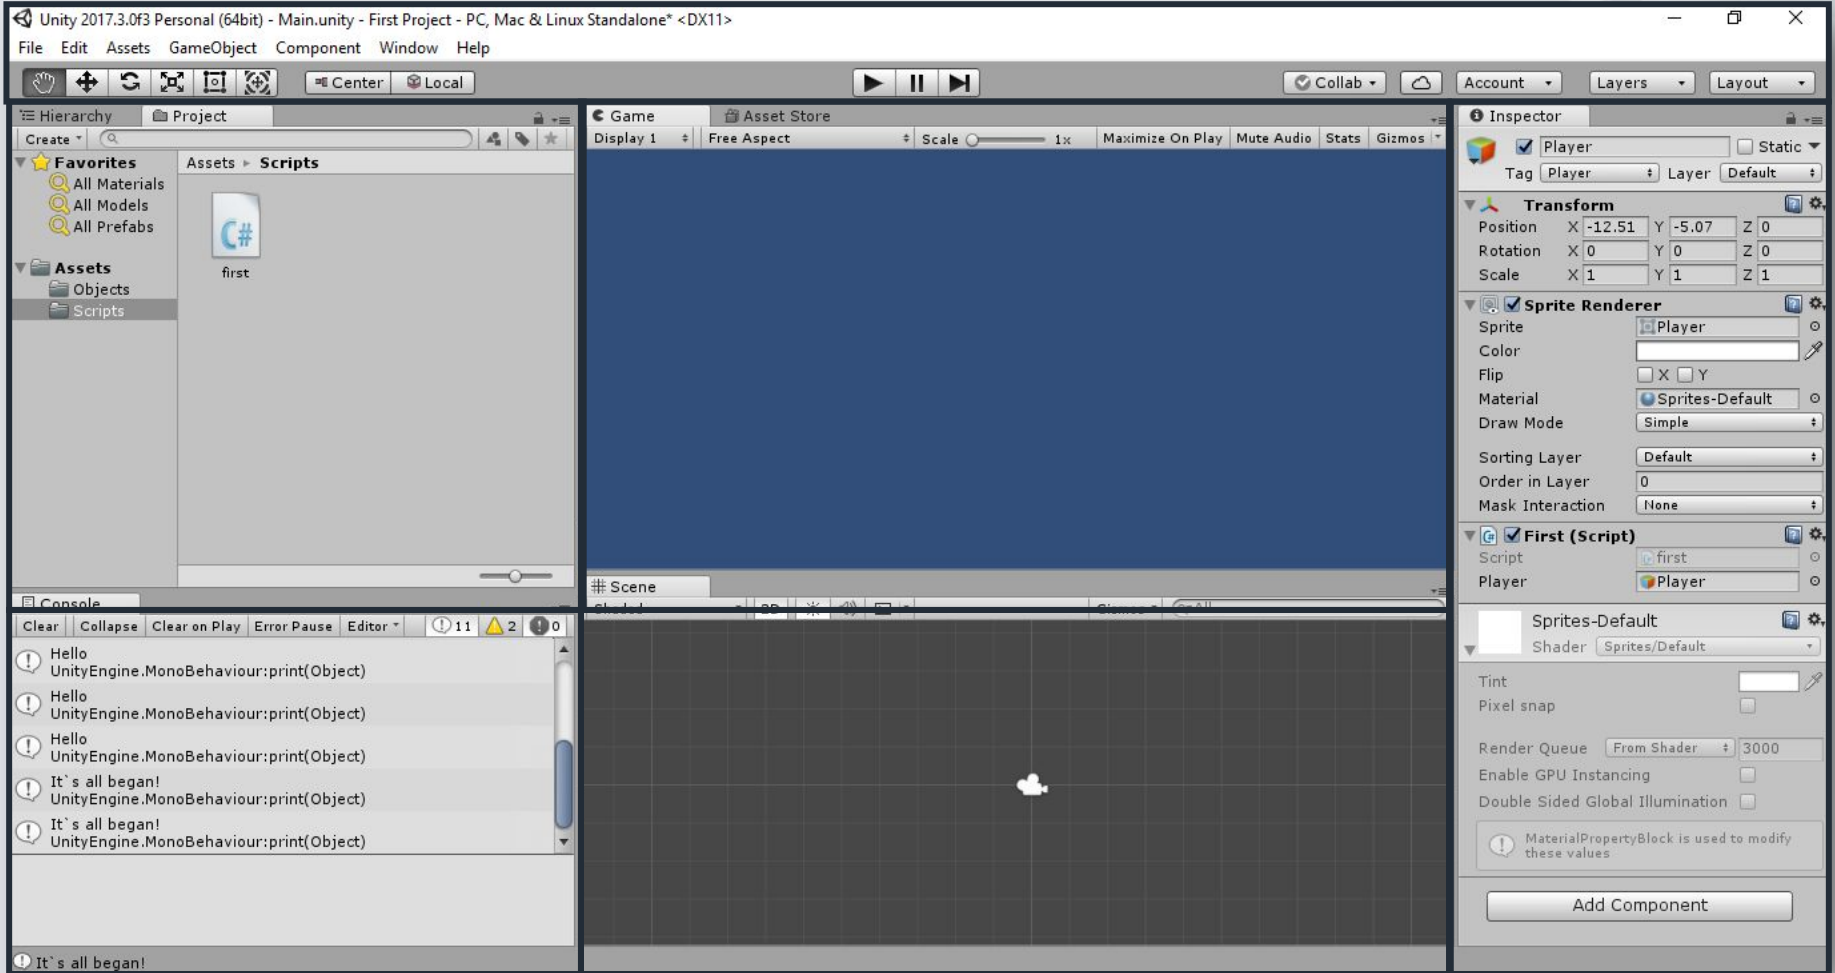 Unity 2017.3.0f3 Personal (64bit) - Main.unity - First Project - PC, Mac & Linux Standalone* <DX11>
File Edit Assets GameObject Component Window Help
Center Local Collab Account Layers Layout
Hierarchy Project
Create
Favorites
All Materials
All Models
All Prefabs
Assets
Objects
Scripts
Assets Scripts
C#
first
Game Asset Store
Display 1 Free Aspect Scale 1x Maximize On Play Mute Audio Stats Gizmos
Scene
Shaded 2D Gizmos All
Console
Clear Collapse Clear on Play Error Pause Editor 11 2 0
Hello
UnityEngine.MonoBehaviour:print(Object)
Hello
UnityEngine.MonoBehaviour:print(Object)
Hello
UnityEngine.MonoBehaviour:print(Object)
It`s all began!
UnityEngine.MonoBehaviour:print(Object)
It`s all began!
UnityEngine.MonoBehaviour:print(Object)
It`s all began!
Inspector
Player Static
Tag Player Layer Default
Transform
Position X -12.51 Y -5.07 Z 0
Rotation X 0 Y 0 Z 0
Scale X 1 Y 1 Z 1
Sprite Renderer
Sprite Player
Color
Flip X Y
Material Sprites-Default
Draw Mode Simple
Sorting Layer Default
Order in Layer 0
Mask Interaction None
First (Script)
Script first
Player Player
Sprites-Default
Shader Sprites/Default
Tint
Pixel snap
Render Queue From Shader 3000
Enable GPU Instancing
Double Sided Global Illumination
MaterialPropertyBlock is used to modify
these values
Add Component